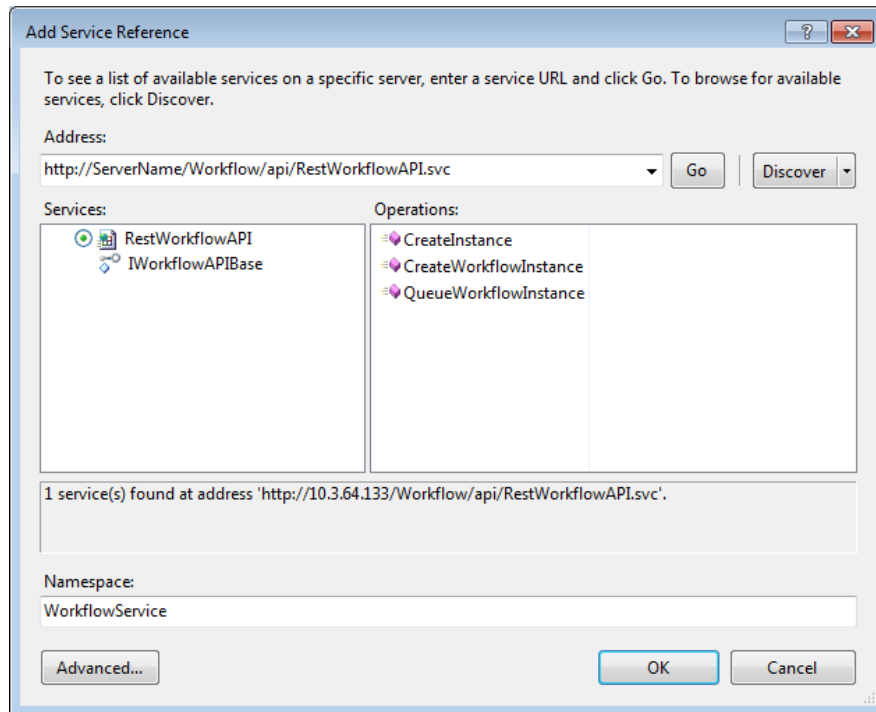 Add Service Reference
To see a list of available services on a specific server, enter a service URL and click Go. To browse for available
services, click Discover.
Address:
http://ServerName/Workflow/api/RestWorkflowAPI.svc
Go
Discover
Services:
Operations:
RestWorkflowAPI
IWorkflowAPIBase
CreateInstance
CreateWorkflowInstance
QueueWorkflowInstance
1 service(s) found at address 'http://10.3.64.133/Workflow/api/RestWorkflowAPI.svc'.
Namespace:
WorkflowService
Advanced...
OK
Cancel